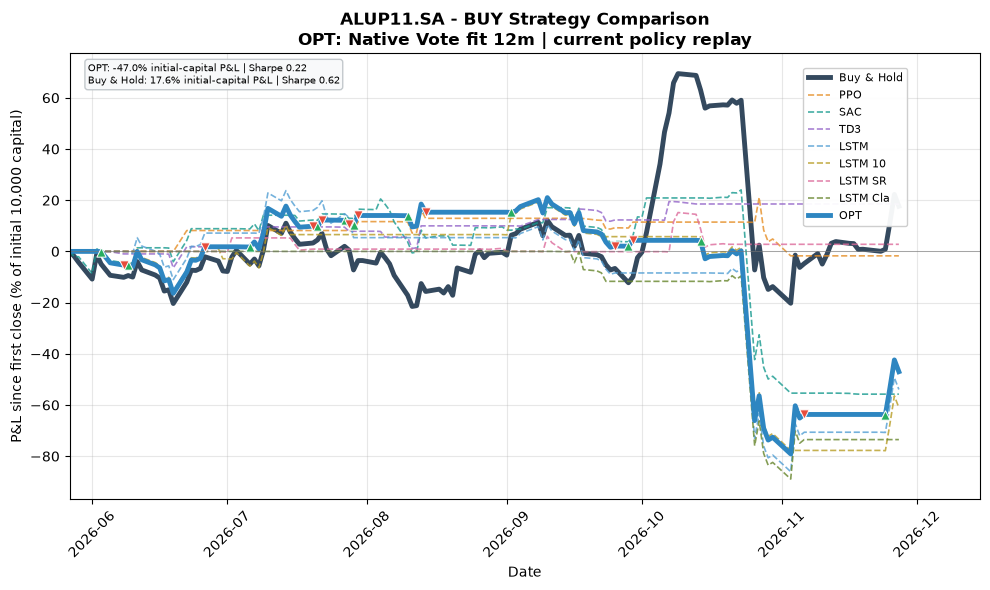 ALUP11.SA - BUY Strategy Comparison
OPT: Native Vote fit 12m | current policy replay
OPT: -47.0% initial-capital P&L | Sharpe 0.22
Buy & Hold: 17.6% initial-capital P&L | Sharpe 0.62
Buy & Hold
PPO
SAC
TD3
LSTM
LSTM 10
LSTM SR
LSTM Cla
OPT
P&L since first close (% of initial 10,000 capital)
60
40
20
0
−20
−40
−60
−80
2026-06
2026-07
2026-08
2026-09
2026-10
2026-11
2026-12
Date